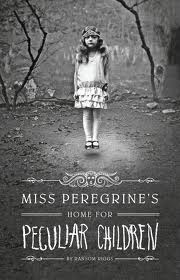 MISS PEREGRINE'S
HOME FOR
PECULIAR CHILDREN
BY RANSOM RIGGS